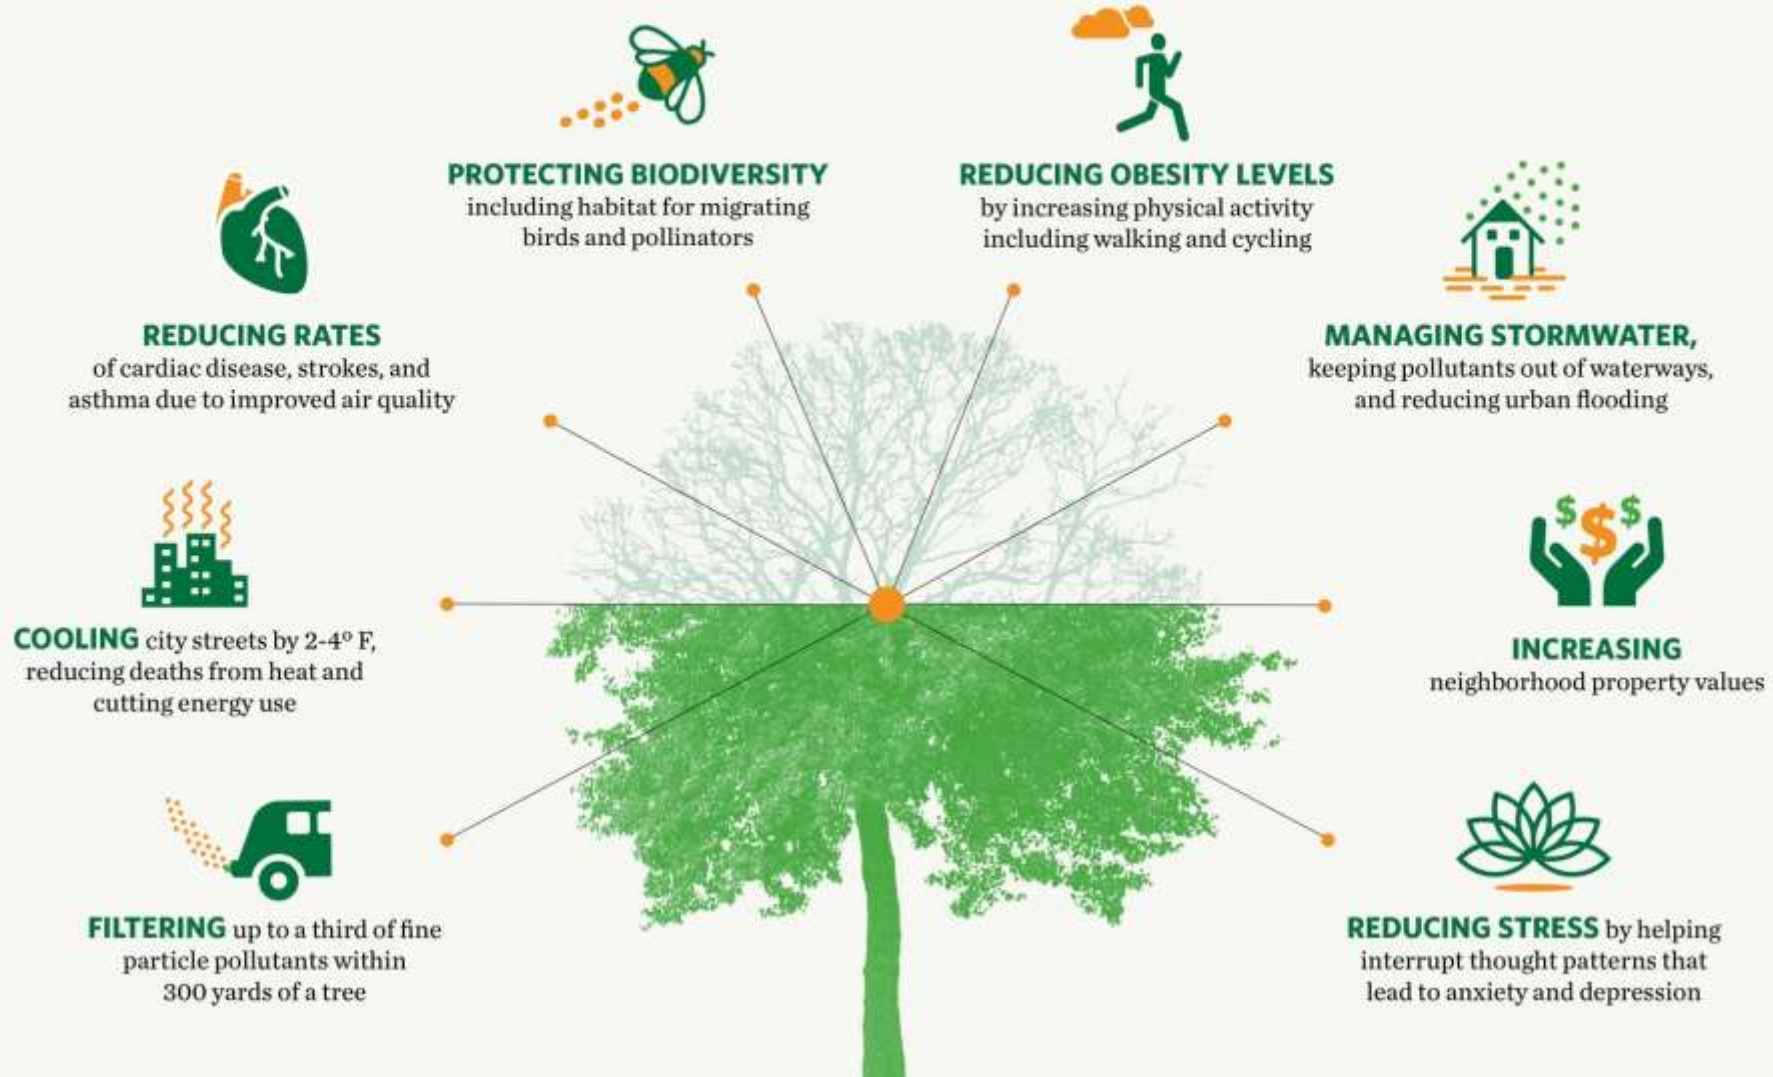 PROTECTING BIODIVERSITY
including habitat for migrating
birds and pollinators
REDUCING OBESITY LEVELS
by increasing physical activity
including walking and cycling
REDUCING RATES
of cardiac disease, strokes, and
asthma due to improved air quality
MANAGING STORMWATER,
keeping pollutants out of waterways,
and reducing urban flooding
COOLING city streets by 2-4º F,
reducing deaths from heat and
cutting energy use
$ $ $
INCREASING
neighborhood property values
FILTERING up to a third of fine
particle pollutants within
300 yards of a tree
REDUCING STRESS by helping
interrupt thought patterns that
lead to anxiety and depression